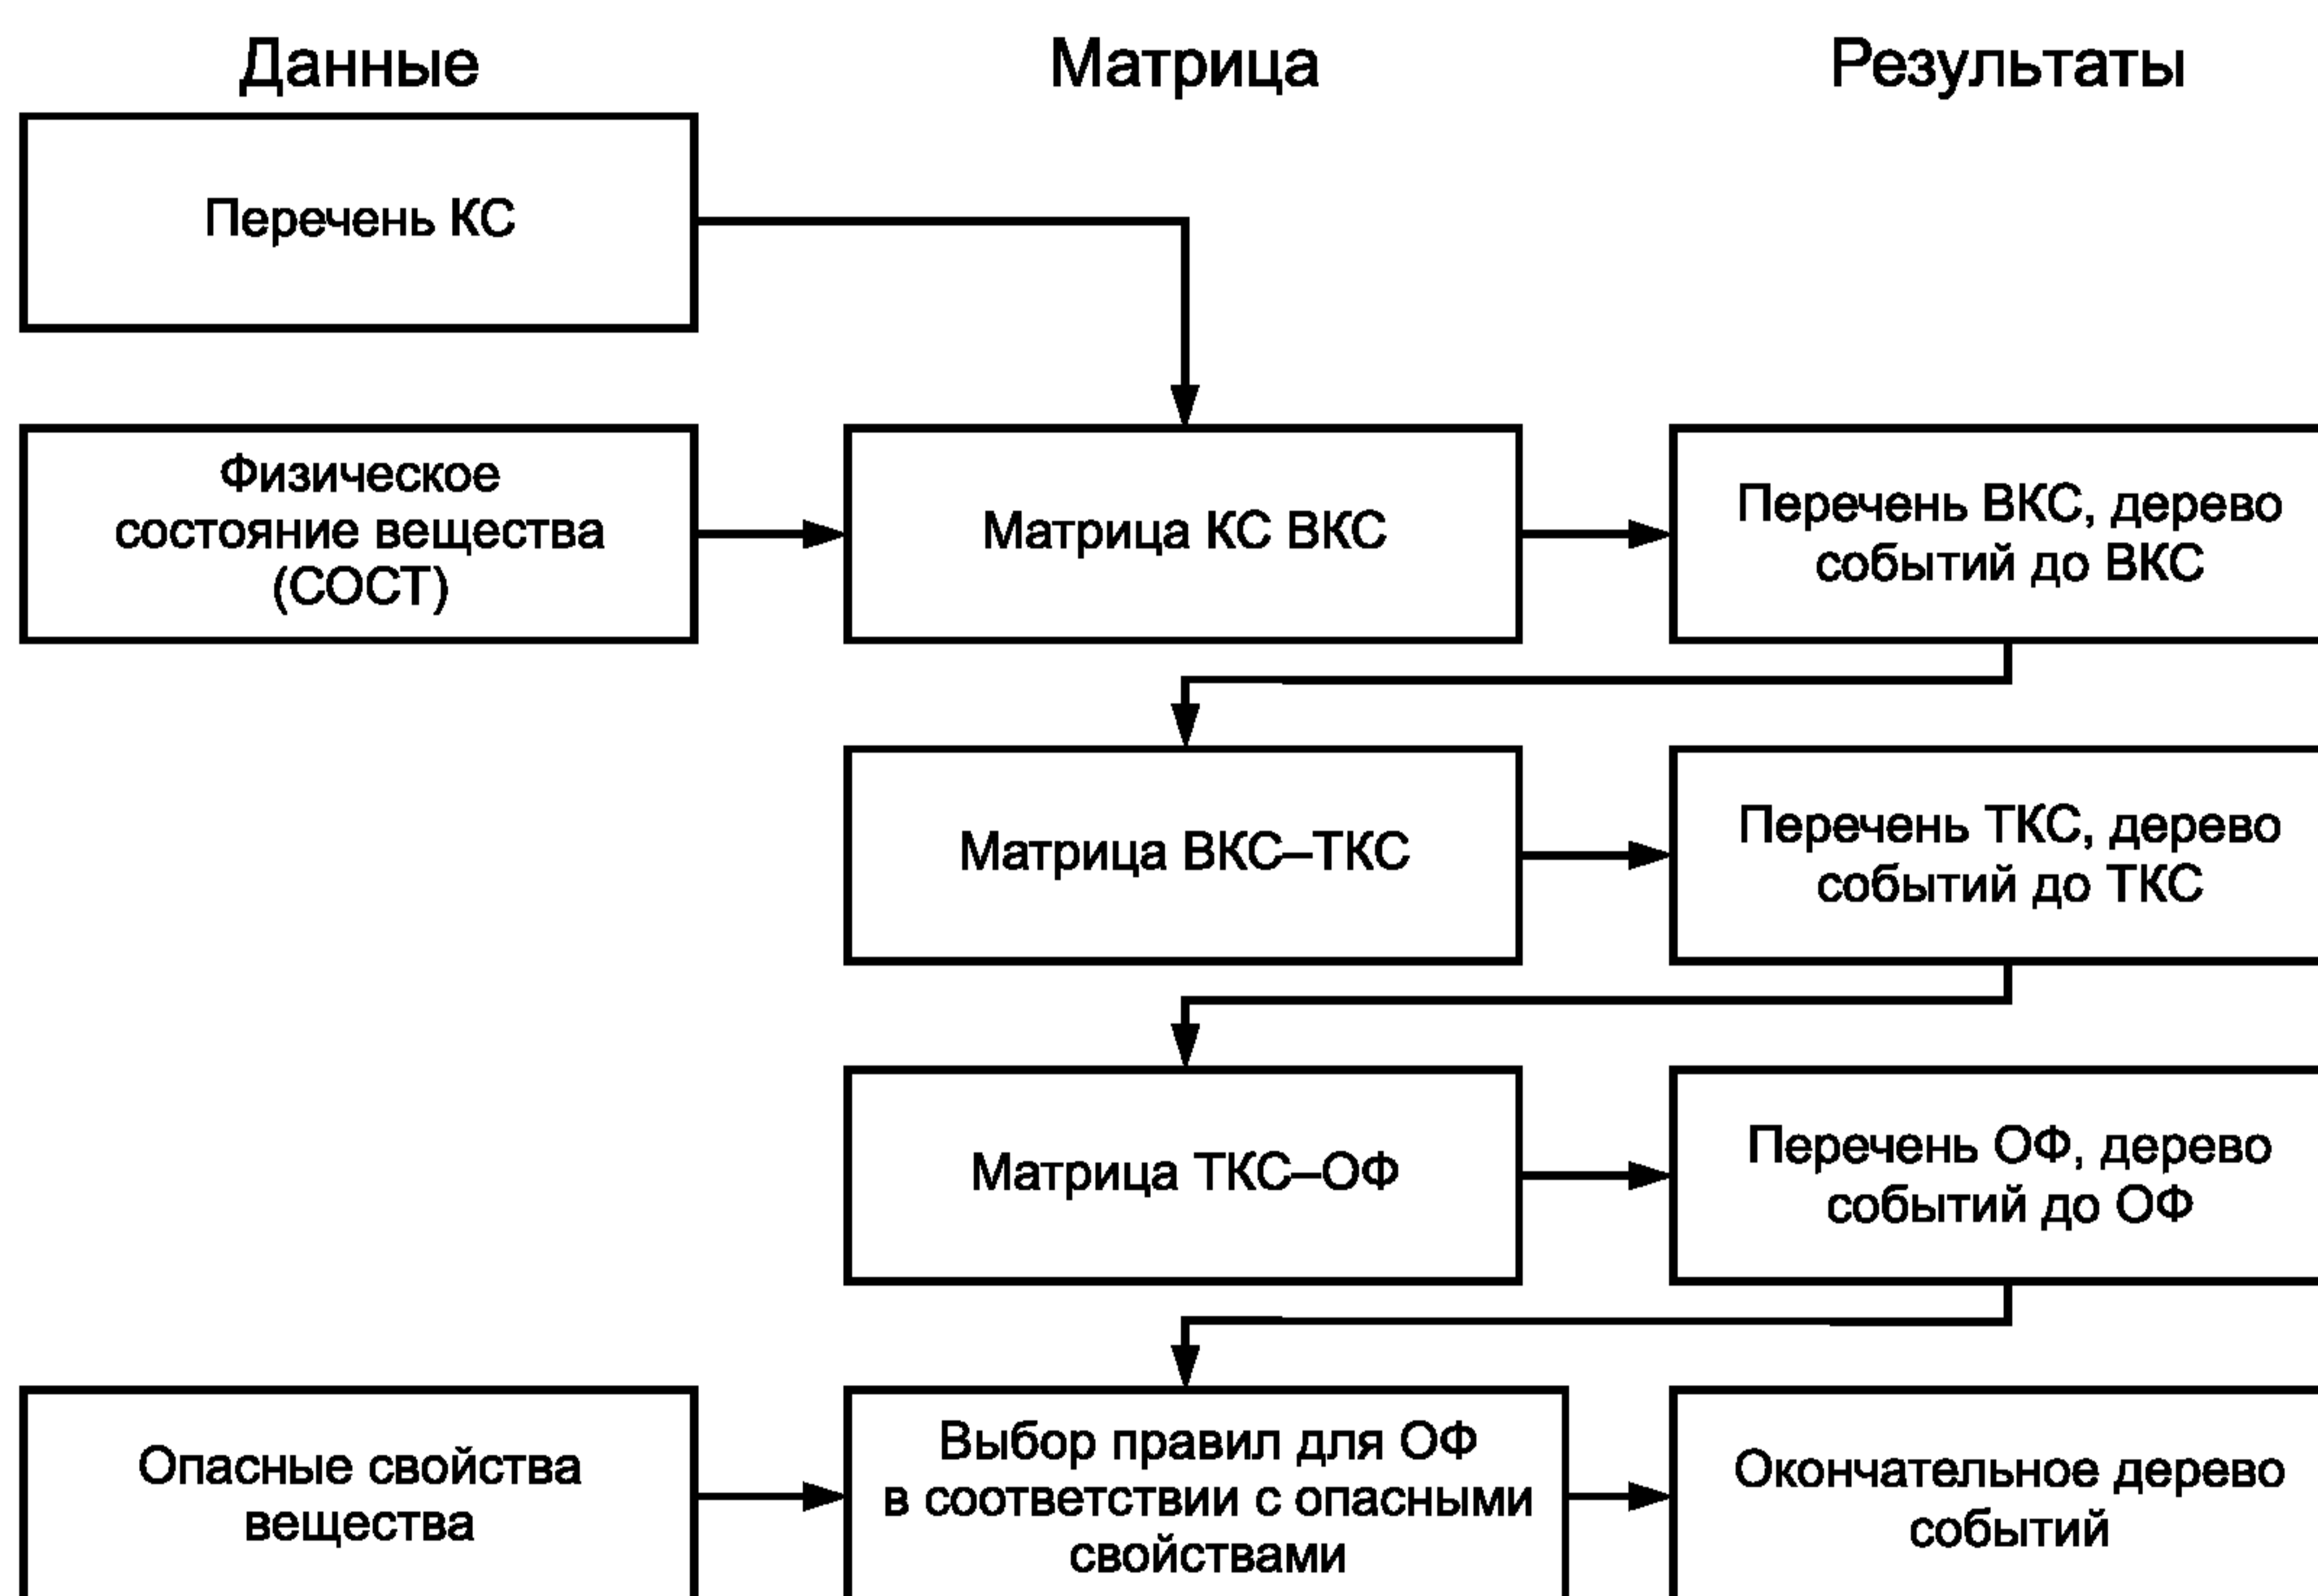 Данные
Матрица
Результаты
Перечень КС
Физическое
состояние вещества
(СОСТ)
Матрица КС ВКС
Перечень ВКС, дерево
событий до ВКС
Матрица ВКС–ТКС
Перечень ТКС, дерево
событий до ТКС
Матрица ТКС–ОФ
Перечень ОФ, дерево
событий до ОФ
Опасные свойства
вещества
Выбор правил для ОФ
в соответствии с опасными
свойствами
Окончательное дерево
событий